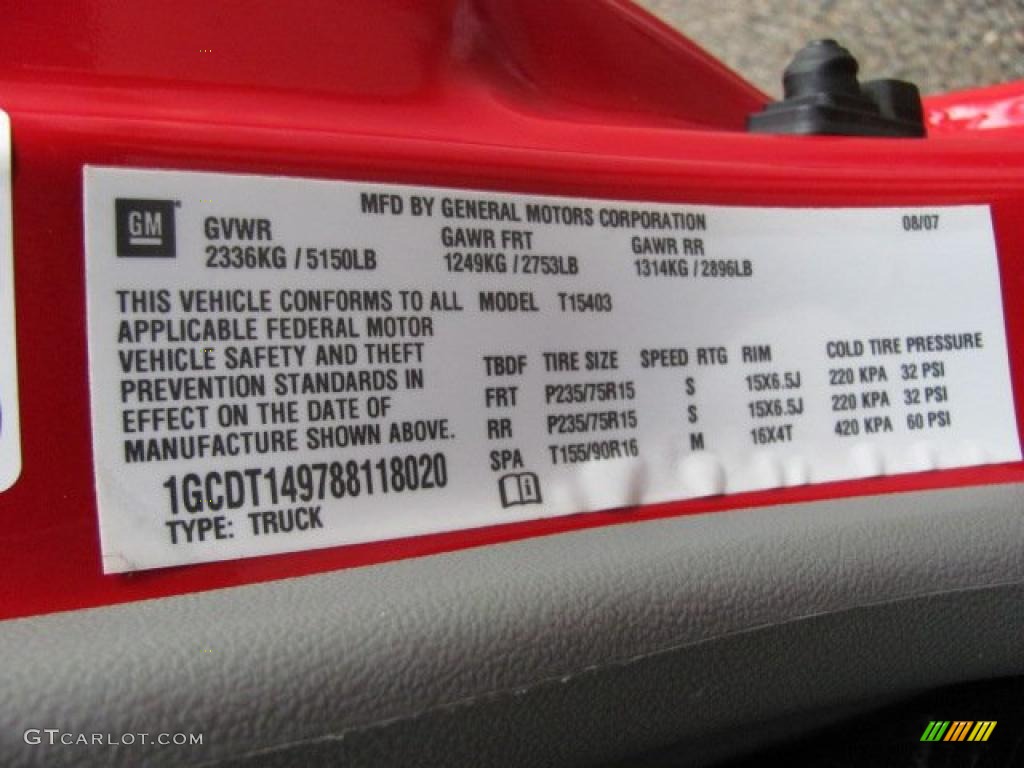 MFD BY GENERAL MOTORS CORPORATION 08/07
GM GVWR GAWR FRT GAWR RR
2336KG / 5150LB 1249KG / 2753LB 1314KG / 2896LB
THIS VEHICLE CONFORMS TO ALL MODEL T15403
APPLICABLE FEDERAL MOTOR
VEHICLE SAFETY AND THEFT
PREVENTION STANDARDS IN
EFFECT ON THE DATE OF
MANUFACTURE SHOWN ABOVE.
TBDF TIRE SIZE SPEED RTG RIM COLD TIRE PRESSURE
FRT P235/75R15 S 15X6.5J 220 KPA 32 PSI
RR P235/75R15 S 15X6.5J 220 KPA 32 PSI
SPA T155/90R16 M 16X4T 420 KPA 60 PSI
1GCDT149788118020
TYPE: TRUCK
GTCARLOT.COM